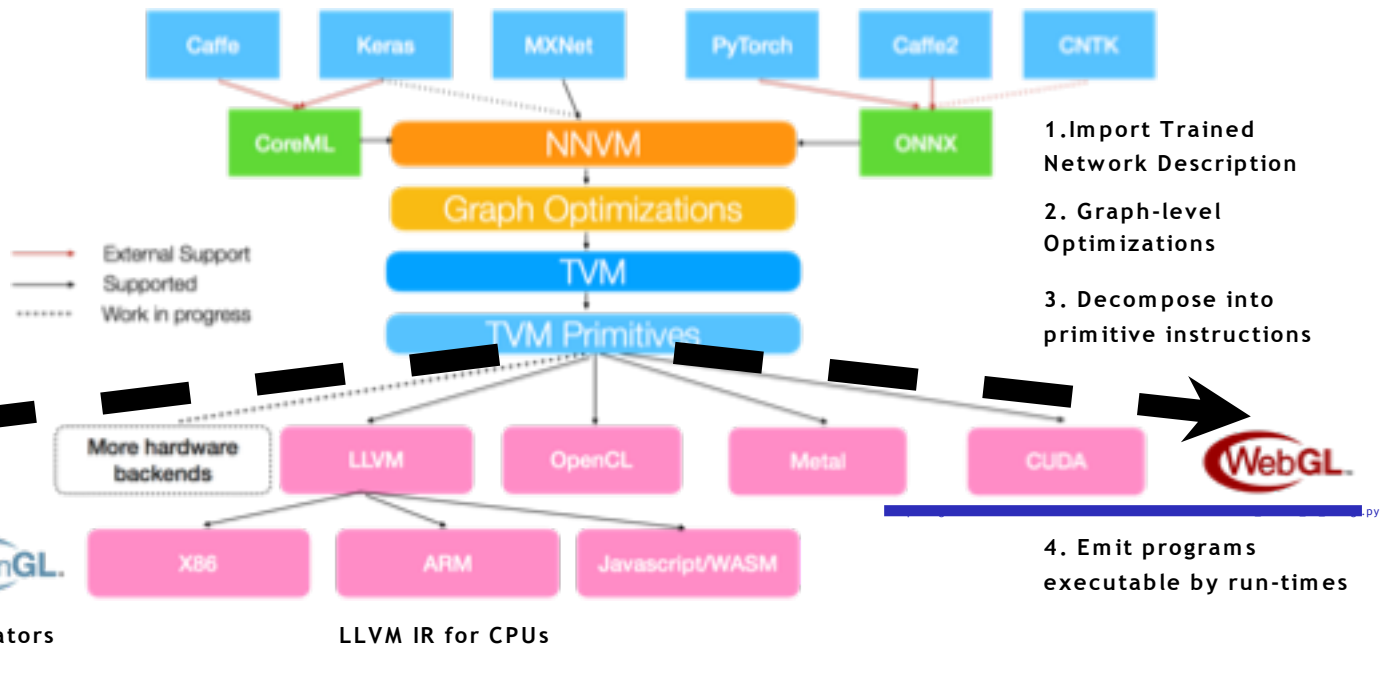 Caffe
Keras
MXNet
PyTorch
Caffe2
CNTK
CoreML
NNVM
ONNX
1.Import Trained
Network Description
Graph Optimizations
2. Graph-level
Optimizations
External Support
Supported
Work in progress
TVM
TVM Primitives
3. Decompose into
primitive instructions
More hardware
backends
LLVM
OpenCL
Metal
CUDA
WebGL
.py
nGL.
X86
ARM
Javascript/WASM
4. Emit programs
executable by run-times
ators
LLVM IR for CPUs